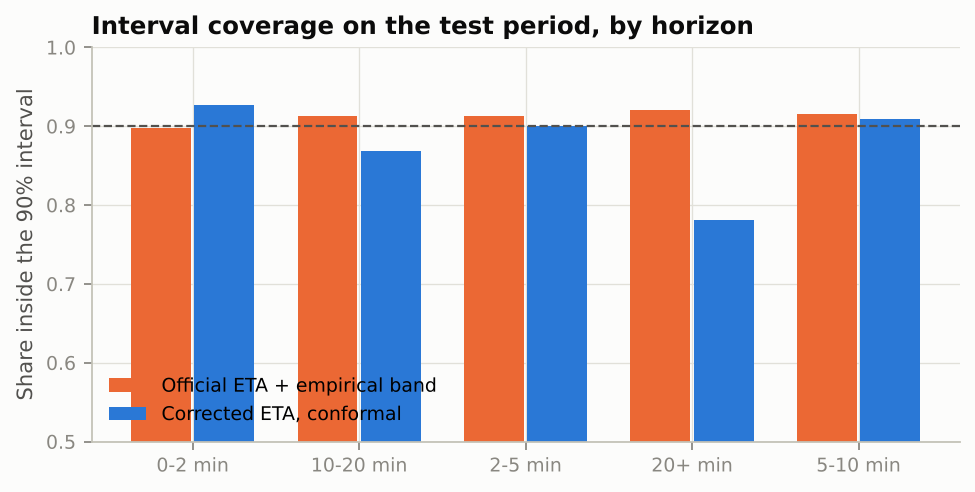 Interval coverage on the test period, by horizon
Share inside the 90% interval
1.0
0.9
0.8
0.7
0.6
0.5
Official ETA + empirical band
Corrected ETA, conformal
0-2 min
10-20 min
2-5 min
20+ min
5-10 min